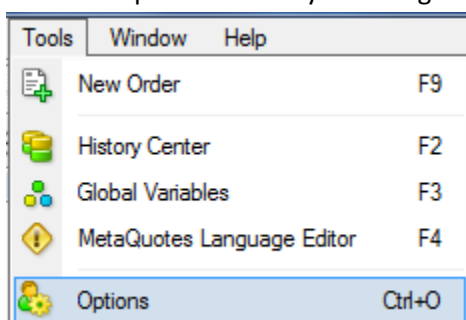 Tools Window Help
New Order F9
History Center F2
Global Variables F3
MetaQuotes Language Editor F4
Options Ctrl+O